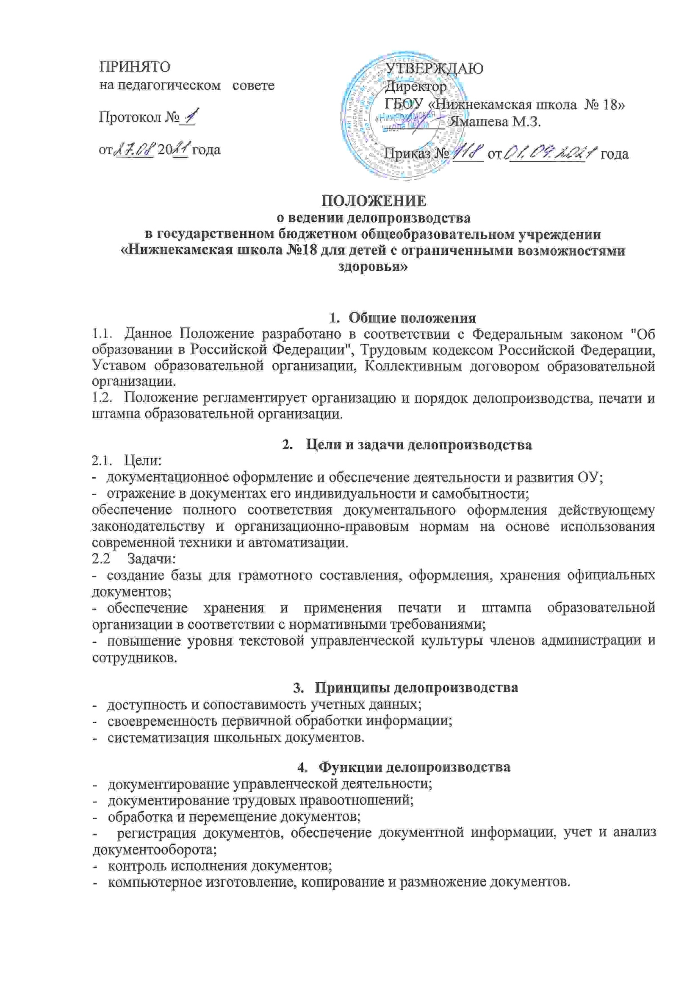 ПРИНЯТО
на педагогическом совете
Протокол № 1
от 27.08 2021 года
УТВЕРЖДАЮ
Директор
ГБОУ «Нижнекамская школа № 18»
Ямашева М.З.
Приказ № 118 от 01.09.2021 года
«Нижнекамская
школа №18»
ПОЛОЖЕНИЕ
о ведении делопроизводства
в государственном бюджетном общеобразовательном учреждении
«Нижнекамская школа №18 для детей с ограниченными возможностями
здоровья»
1. Общие положения
1.1. Данное Положение разработано в соответствии с Федеральным законом "Об
образовании в Российской Федерации", Трудовым кодексом Российской Федерации,
Уставом образовательной организации, Коллективным договором образовательной
организации.
1.2. Положение регламентирует организацию и порядок делопроизводства, печати и
штампа образовательной организации.
2. Цели и задачи делопроизводства
2.1. Цели:
- документационное оформление и обеспечение деятельности и развития ОУ;
- отражение в документах его индивидуальности и самобытности;
обеспечение полного соответствия документального оформления действующему
законодательству и организационно-правовым нормам на основе использования
современной техники и автоматизации.
2.2 Задачи:
- создание базы для грамотного составления, оформления, хранения официальных
документов;
- обеспечение хранения и применения печати и штампа образовательной
организации в соответствии с нормативными требованиями;
- повышение уровня текстовой управленческой культуры членов администрации и
сотрудников.
3. Принципы делопроизводства
- доступность и сопоставимость учетных данных;
- своевременность первичной обработки информации;
- систематизация школьных документов.
4. Функции делопроизводства
- документирование управленческой деятельности;
- документирование трудовых правоотношений;
- обработка и перемещение документов;
- регистрация документов, обеспечение документной информации, учет и анализ
документооборота;
- контроль исполнения документов;
- компьютерное изготовление, копирование и размножение документов.